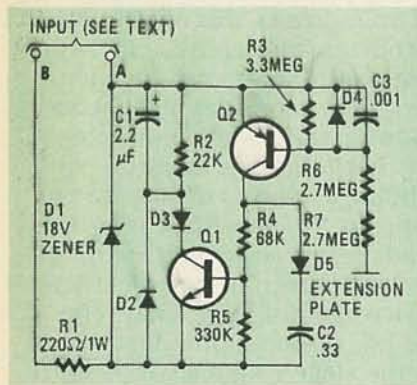 INPUT (SEE TEXT)
B
A
R3
3.3MEG
C1
2.2
µF
R2
22K
Q2
D4
C3
.001
R6
2.7MEG
D1
18V
ZENER
D3
Q1
R4
68K
R7
2.7MEG
D5
EXTENSION
PLATE
D2
R1
220Ω/1W
R5
330K
C2
.33
+